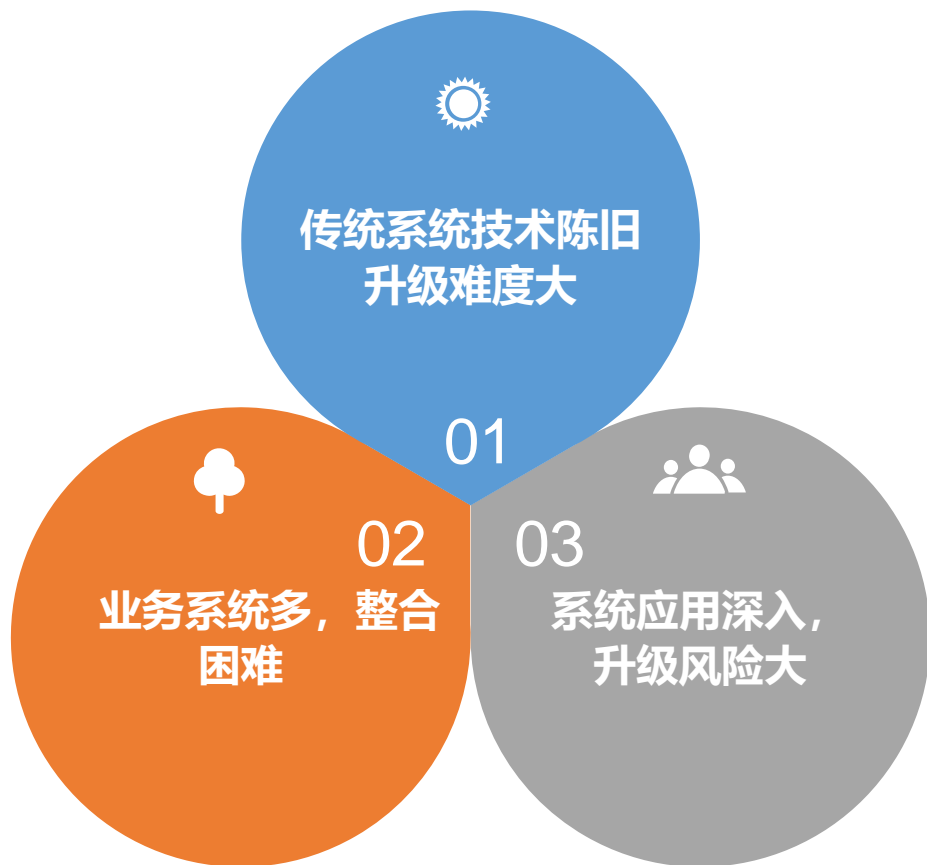 传统系统技术陈旧
升级难度大
01
02
业务系统多，整合
困难
03
系统应用深入，
升级风险大